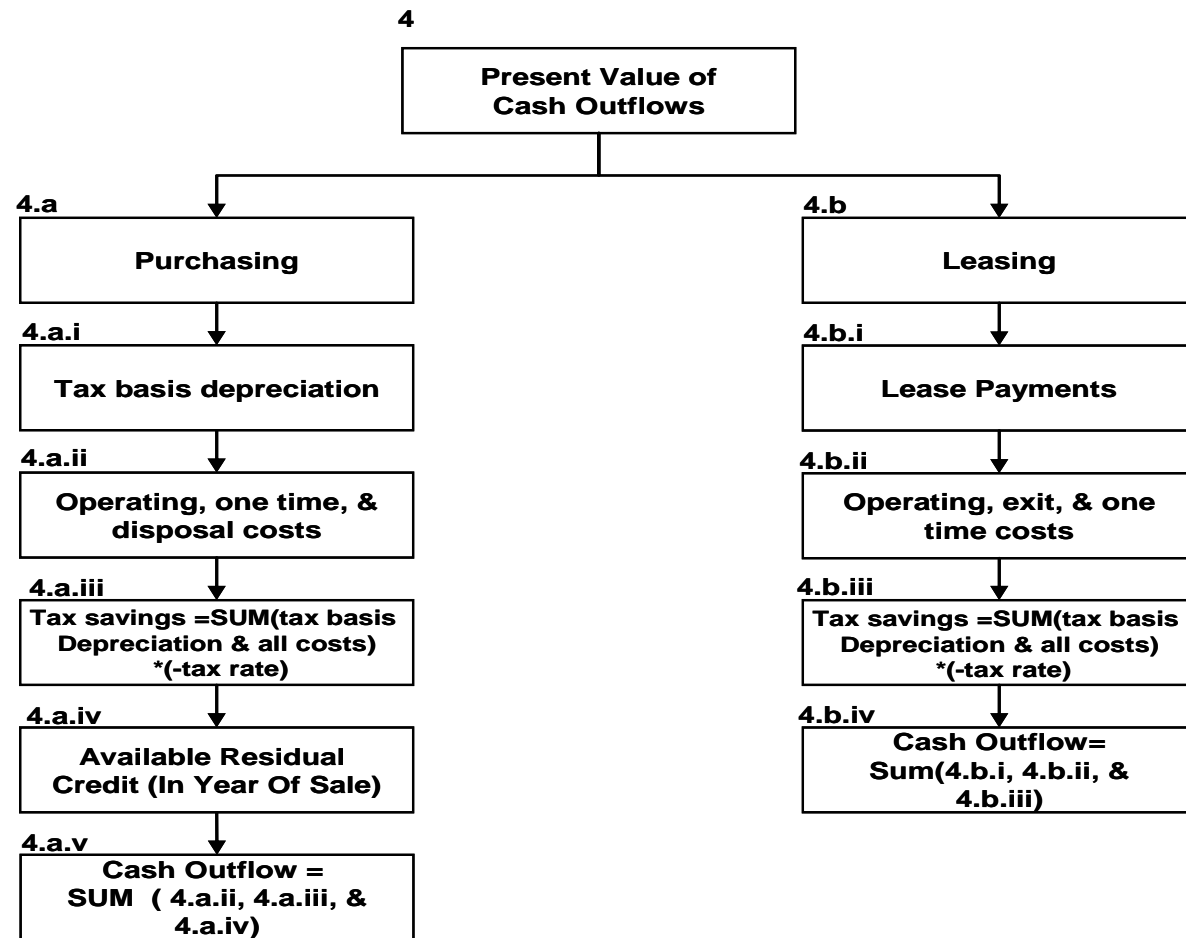 4
Present Value of
Cash Outflows
4.a
Purchasing
4.a.i
Tax basis depreciation
4.a.ii
Operating, one time, &
disposal costs
4.a.iii
Tax savings =SUM(tax basis
Depreciation & all costs)
*(-tax rate)
4.a.iv
Available Residual
Credit (In Year Of Sale)
4.a.v
Cash Outflow =
SUM ( 4.a.ii, 4.a.iii, &
4.a.iv)
4.b
Leasing
4.b.i
Lease Payments
4.b.ii
Operating, exit, & one
time costs
4.b.iii
Tax savings =SUM(tax basis
Depreciation & all costs)
*(-tax rate)
4.b.iv
Cash Outflow=
Sum(4.b.i, 4.b.ii, &
4.b.iii)